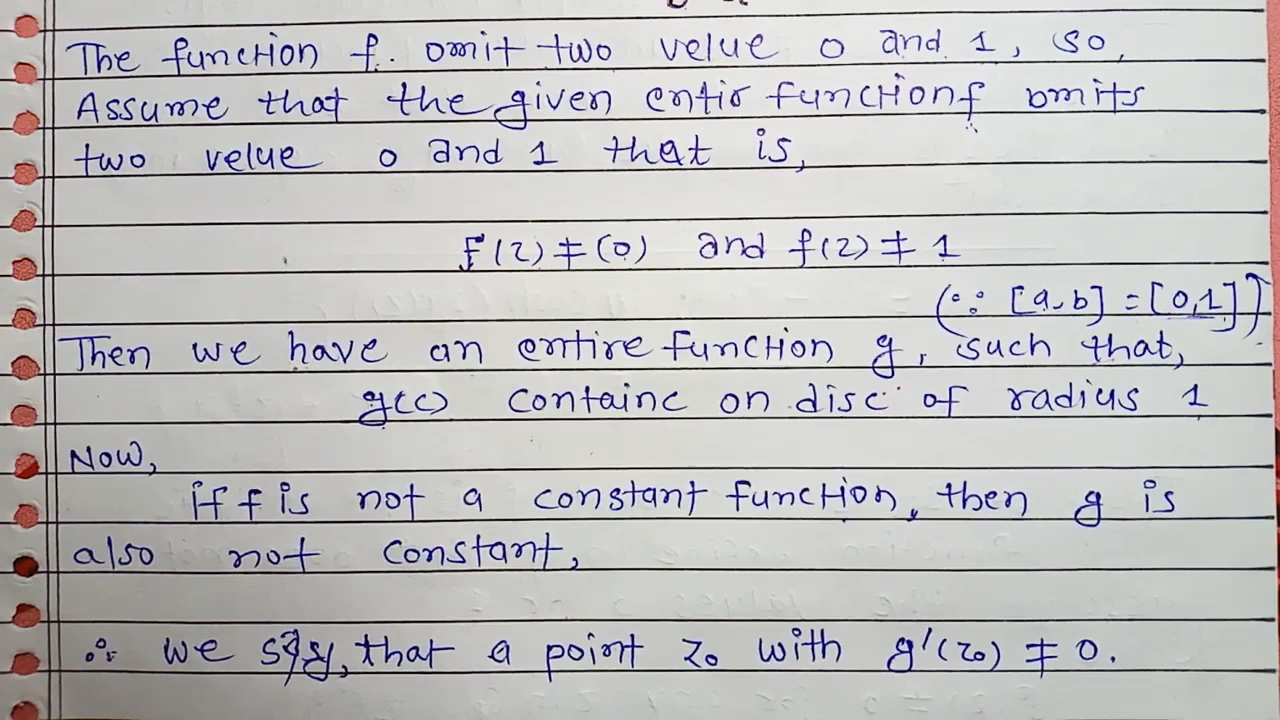 The function f. omit two velue 0 and 1, so,
Assume that the given entir function f omits
two velue 0 and 1 that is,
f(z) ≠ (0) and f(z) ≠ 1
(∵ [a, b] = [0,1])
Then we have an entire function g, such that,
g(c) containc on disc of radius 1
Now,
if f is not a constant function, then g is
also not constant,
∴ we say, that a point z₀ with g'(z₀) ≠ 0.